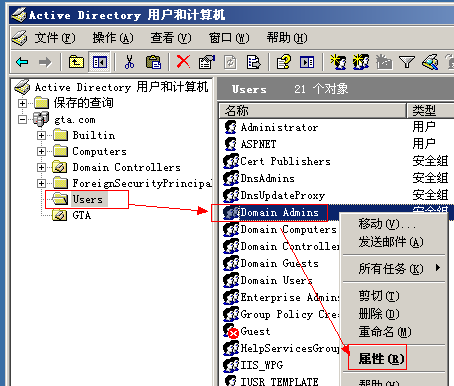 Active Directory 用户和计算机
文件(F) 操作(A) 查看(V) 窗口(W) 帮助(H)
Active Directory 用户和计算机
保存的查询
gta.com
Builtin
Computers
Domain Controllers
ForeignSecurityPrincipal
Users
GTA
Users 21 个对象
名称 类型
Administrator 用户
ASPNET 用户
Cert Publishers 安全组
DnsAdmins 安全组
DnsUpdateProxy 安全组
Domain Admins 安全组
Domain Computers
Domain Controller
Domain Guests
Domain Users
Enterprise Admins
Group Policy Cre
Guest
HelpServicesGroup
IIS_WPG
IUSR_TEMPLATE
移动(V)...
发送邮件(A)
所有任务(K)
剪切(T)
删除(D)
重命名(M)
属性(R)
帮助(H)